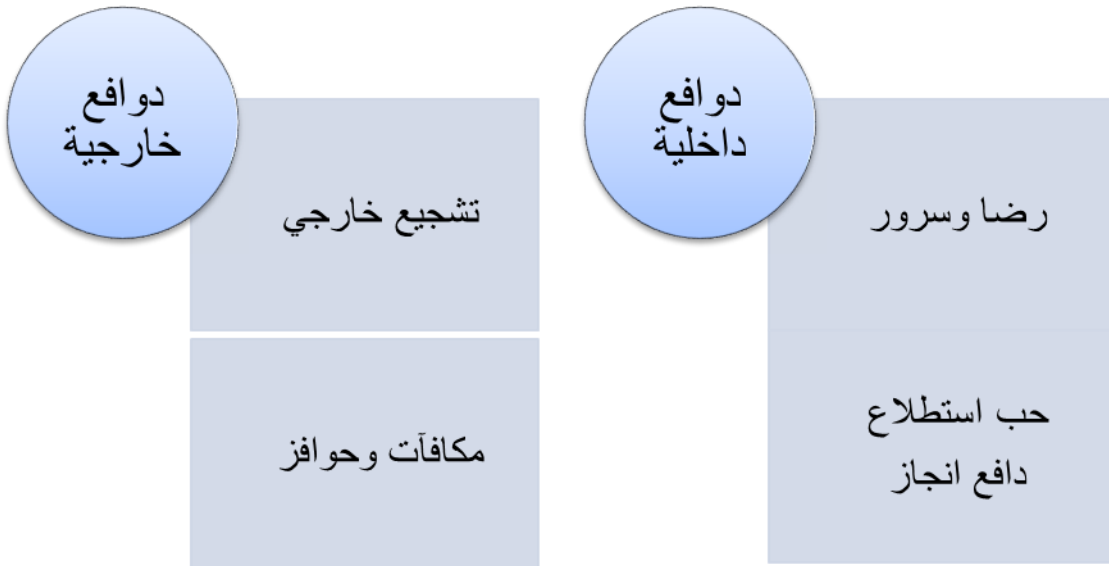 دوافع
داخلية
رضا وسرور
حب استطلاع
دافع انجاز
دوافع
خارجية
تشجيع خارجي
مكافآت وحوافز